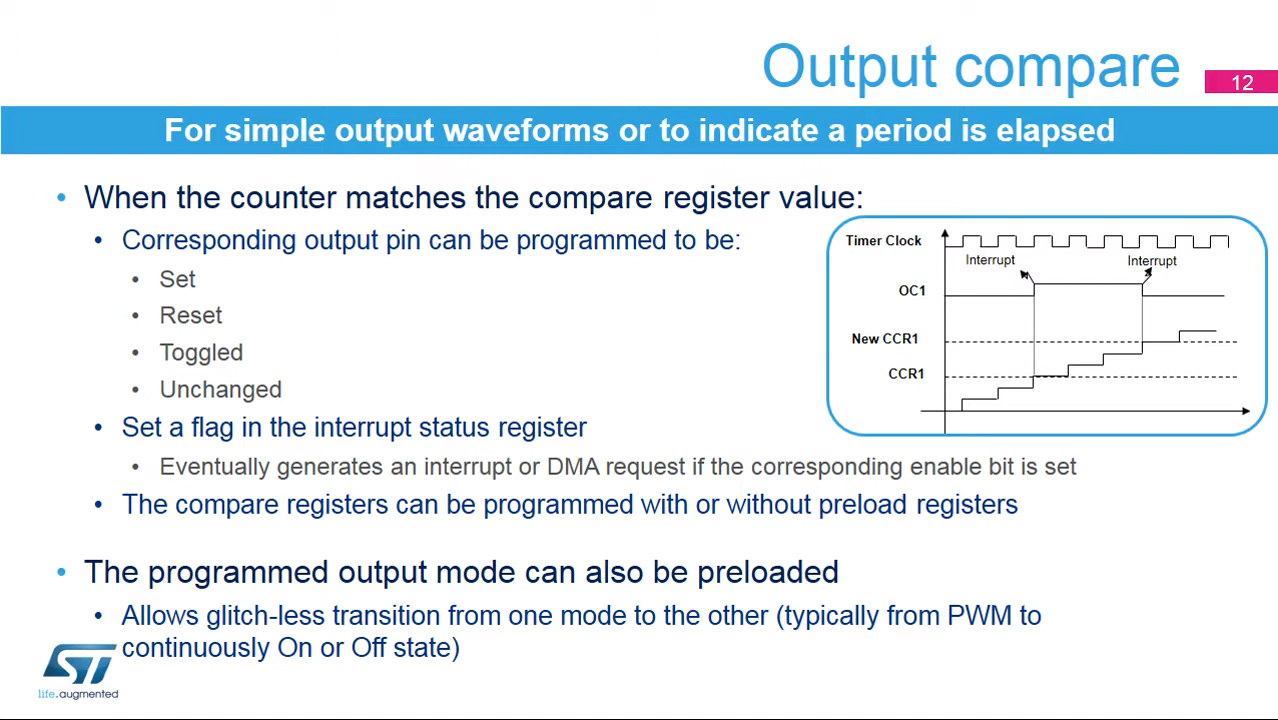 Output compare
12
For simple output waveforms or to indicate a period is elapsed
• When the counter matches the compare register value:
• Corresponding output pin can be programmed to be:
• Set
• Reset
• Toggled
• Unchanged
• Set a flag in the interrupt status register
• Eventually generates an interrupt or DMA request if the corresponding enable bit is set
• The compare registers can be programmed with or without preload registers
Timer Clock
Interrupt
Interrupt
OC1
New CCR1
CCR1
• The programmed output mode can also be preloaded
• Allows glitch-less transition from one mode to the other (typically from PWM to
continuously On or Off state)
ST
life.augmented